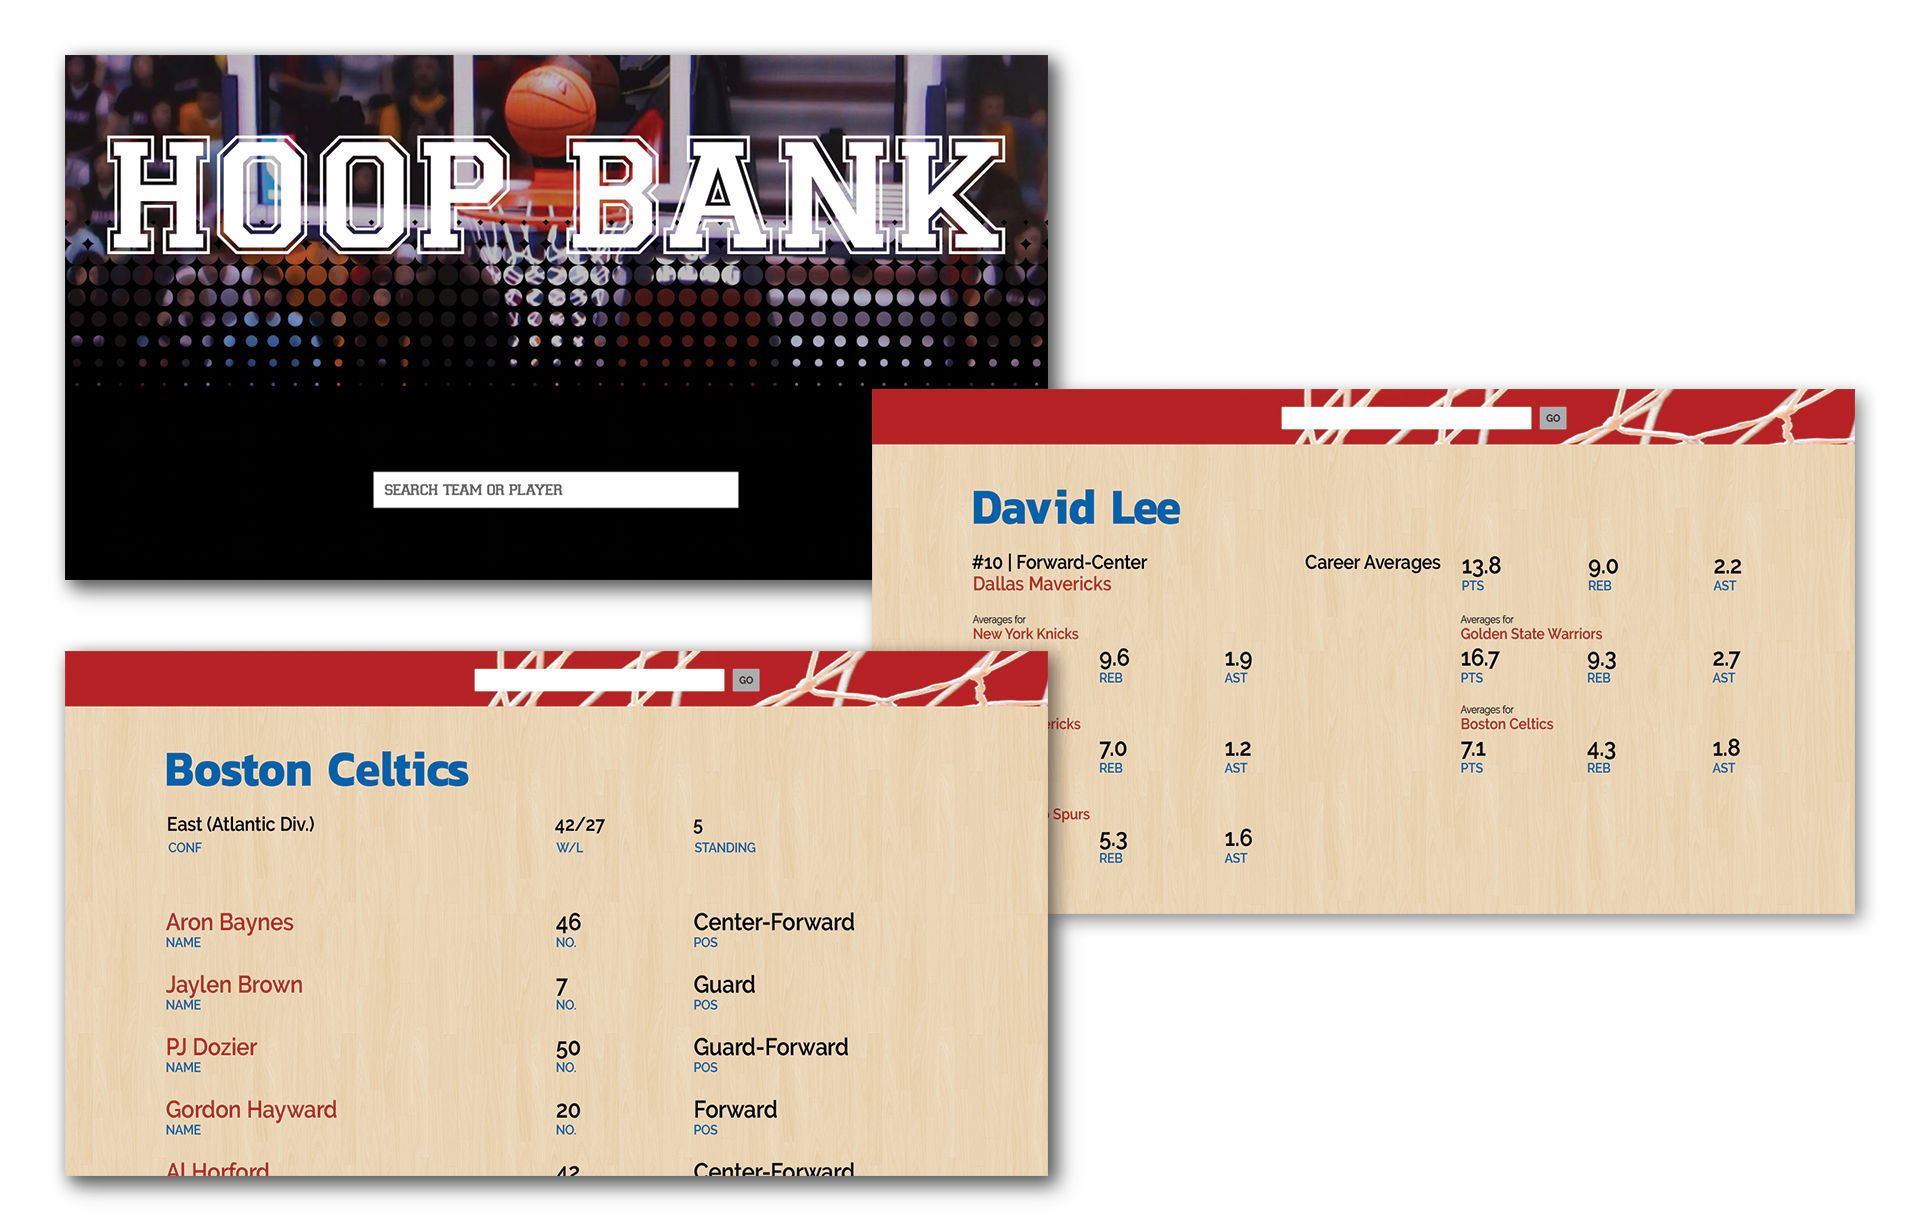 HOOP BANK
SEARCH TEAM OR PLAYER
GO
David Lee
#10 | Forward-Center
Dallas Mavericks
Career Averages
13.8
PTS
9.0
REB
2.2
AST
Averages for
New York Knicks
9.6
REB
1.9
AST
Averages for
Golden State Warriors
16.7
PTS
9.3
REB
2.7
AST
7.0
REB
1.2
AST
Averages for
Boston Celtics
7.1
PTS
4.3
REB
1.8
AST
Spurs
5.3
REB
1.6
AST
GO
Boston Celtics
East (Atlantic Div.)
CONF
42/27
W/L
5
STANDING
Aron Baynes
NAME
46
NO.
Center-Forward
POS
Jaylen Brown
NAME
7
NO.
Guard
POS
PJ Dozier
NAME
50
NO.
Guard-Forward
POS
Gordon Hayward
NAME
20
NO.
Forward
POS
Al Horford
42
Center-Forward